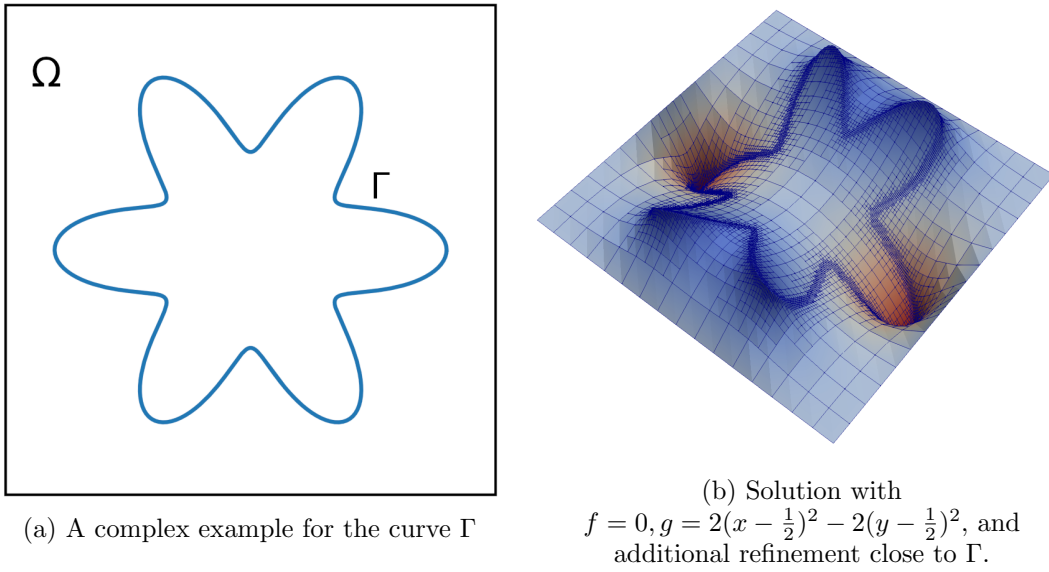 Ω
Γ
(a) A complex example for the curve Γ
(b) Solution with
f = 0, g = 2(x − 1/2)² − 2(y − 1/2)², and
additional refinement close to Γ.